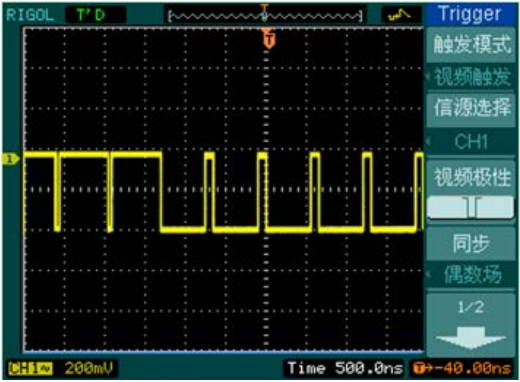 RIGOL T'D
T
T
Trigger
触发模式
视频触发
信源选择
CH1
视频极性
同步
偶数场
1/2
1
CH1~ 200mV Time 500.0ns T→-40.00ns